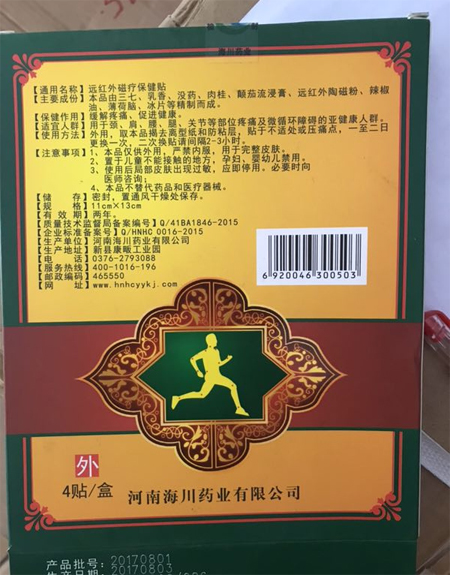 海川药业
【通用名称】远红外磁疗保健贴
【主要成份】本品由三七、乳香、没药、肉桂、颠茄流浸膏、远红外陶磁粉、辣椒
油、薄荷脑、冰片等精制而成。
【保健作用】缓解疼痛、促进健康。
【适宜人群】用于颈、肩、腰、腿、关节等部位疼痛及微循环障碍的亚健康人群。
【使用方法】外用，取本品揭去离型纸和防粘层，贴于不适处或压痛点，一至二日
更换一次，二次换贴请间隔2-3小时。
【注意事项】1、本品仅供外用，严禁内服，用于完整皮肤。
2、置于儿童不能接触的地方，孕妇、婴幼儿禁用。
3、使用后局部皮肤出现过敏，应即停用。必要时向
医师咨询；
4、本品不替代药品和医疗器械。
【储 存】密封，置通风干燥处保存。
【规 格】11cm×13cm
【有 效 期】两年。
【质量技术监督局备案编号】Q/41BA1846-2015
【企业标准备案号】Q/HNHC 0016-2015
【生产单位】河南海川药业有限公司
【生产地址】新县康畈工业园
【电 话】0376-2793088
【服务热线】400-1016-196
【邮政编码】465550
【网 址】www.hnhcyykj.com
6 920046 300503
外
4贴/盒
河南海川药业有限公司
产品批号：20170801
生产日期：20170803